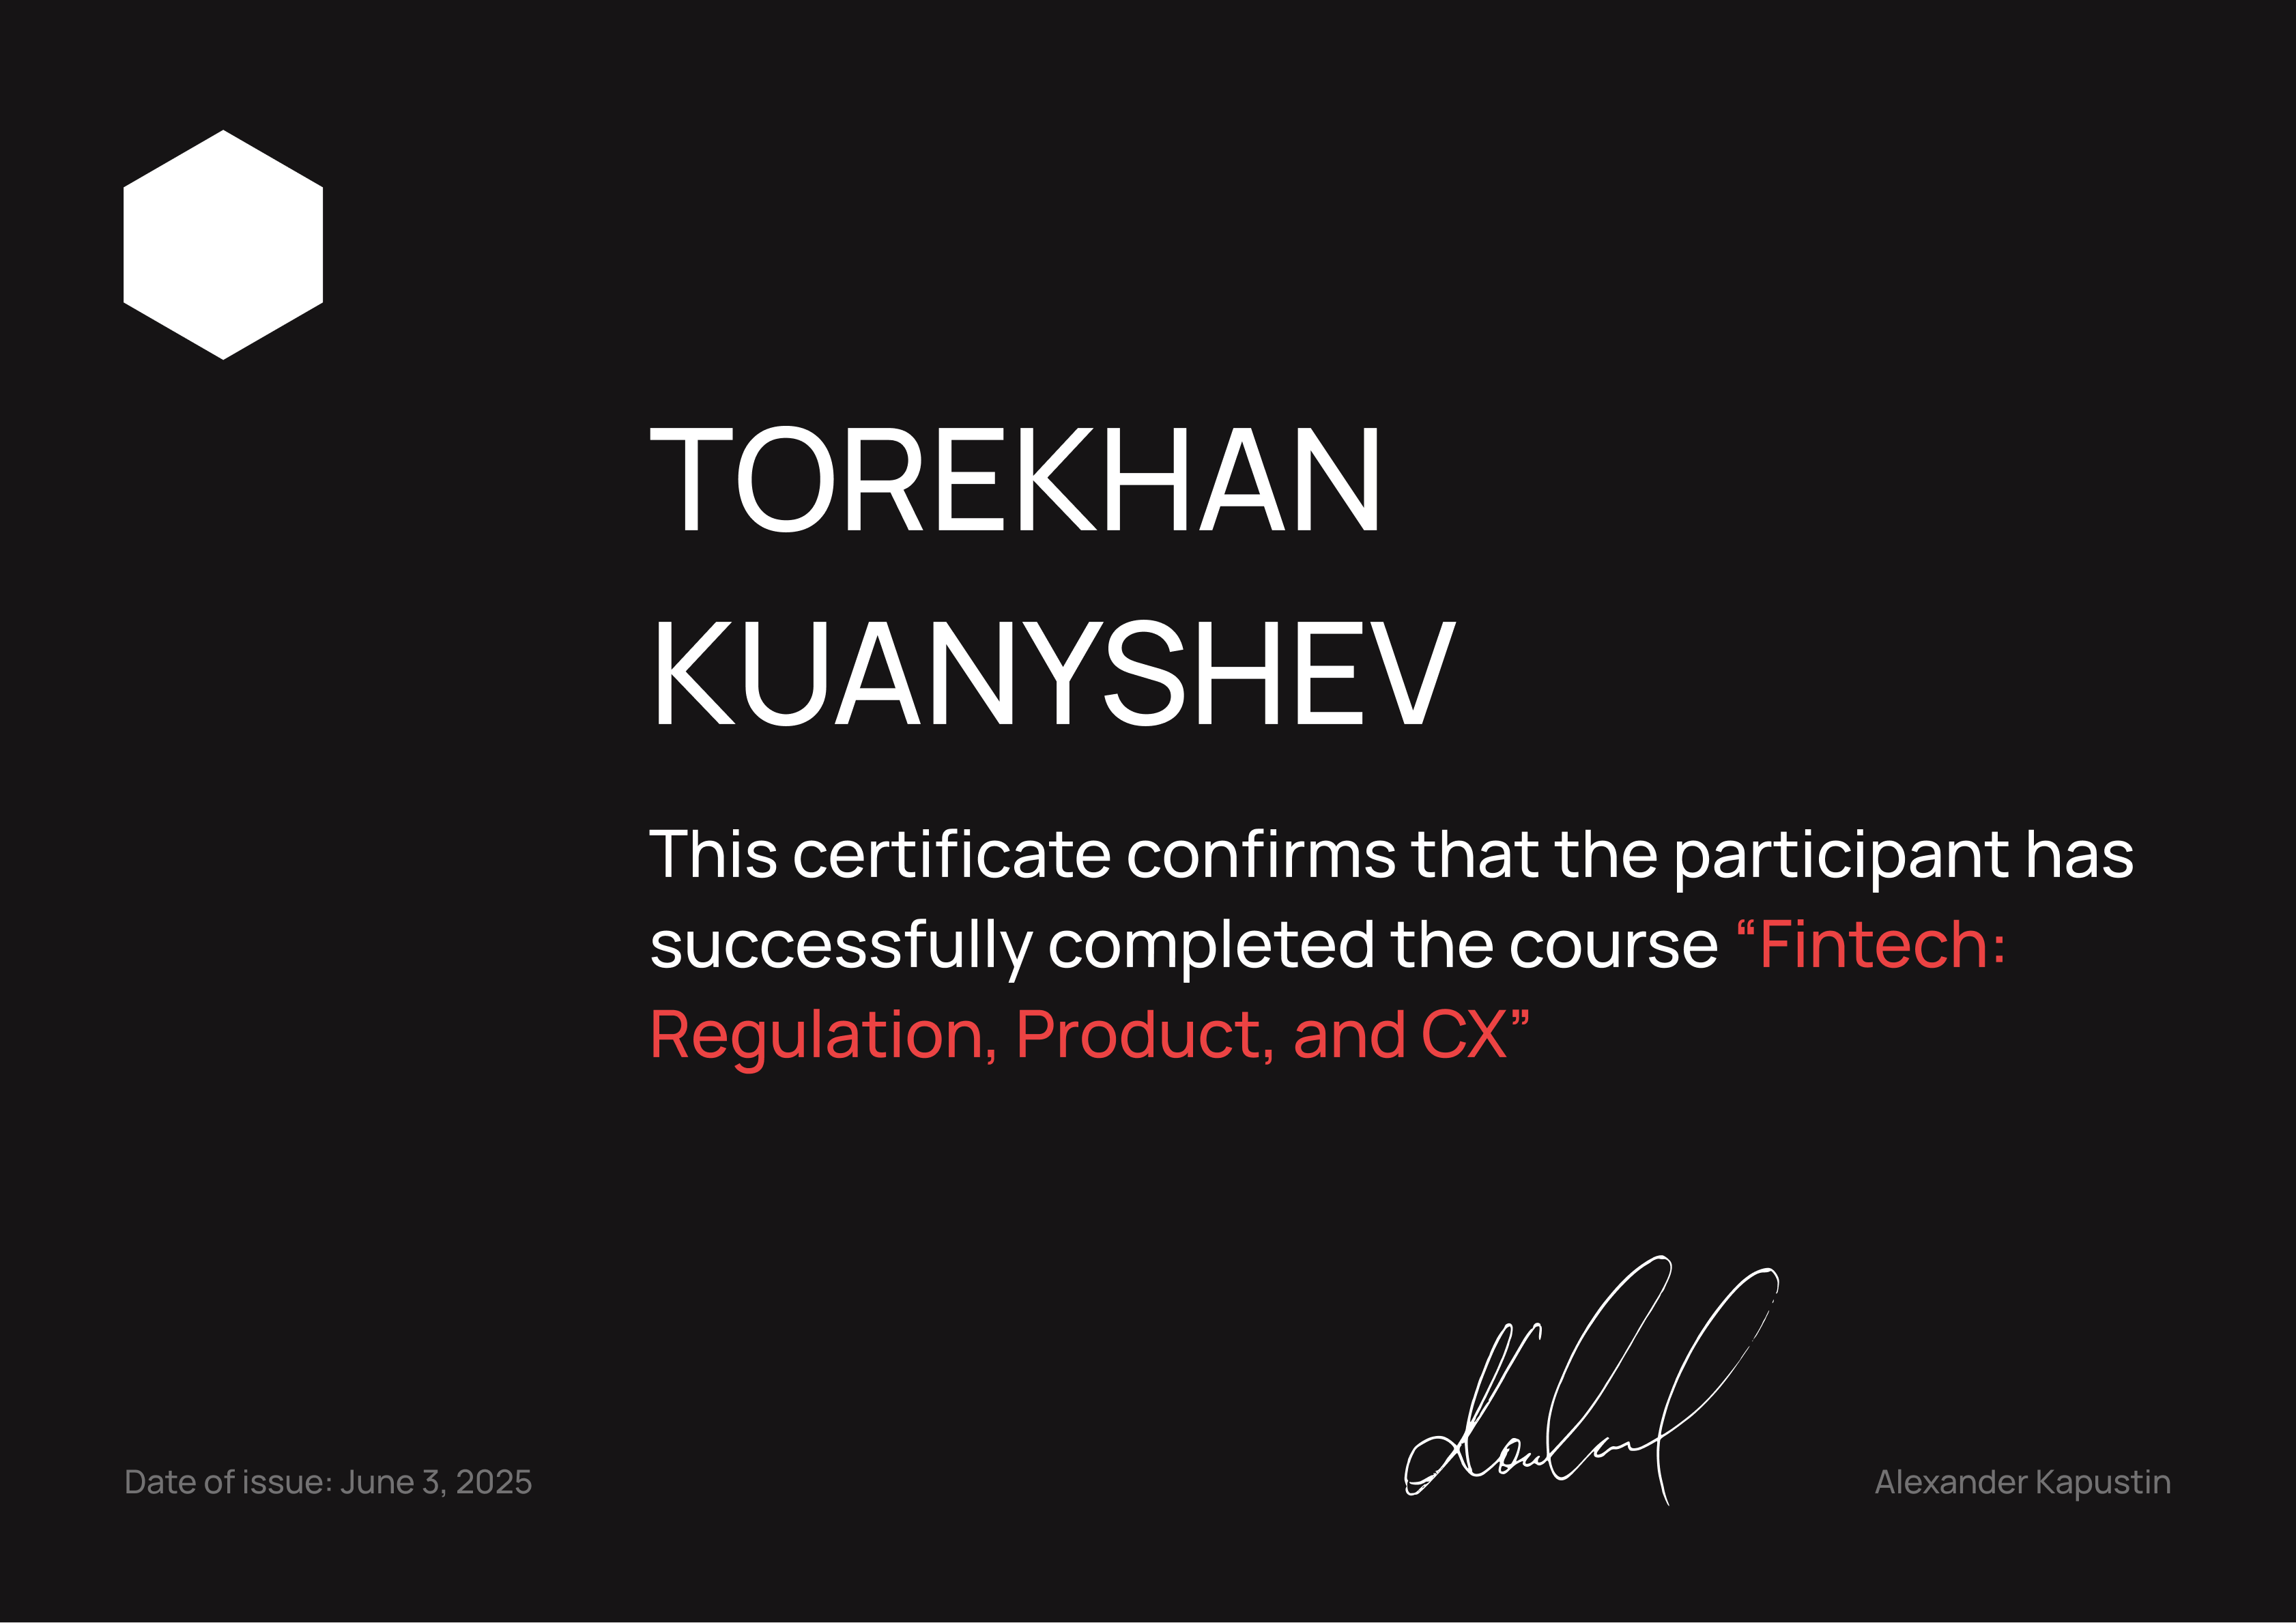 TOREKHAN
KUANYSHEV
This certificate confirms that the participant has
successfully completed the course “Fintech:
Regulation, Product, and CX”
Date of issue: June 3, 2025
Alexander Kapustin